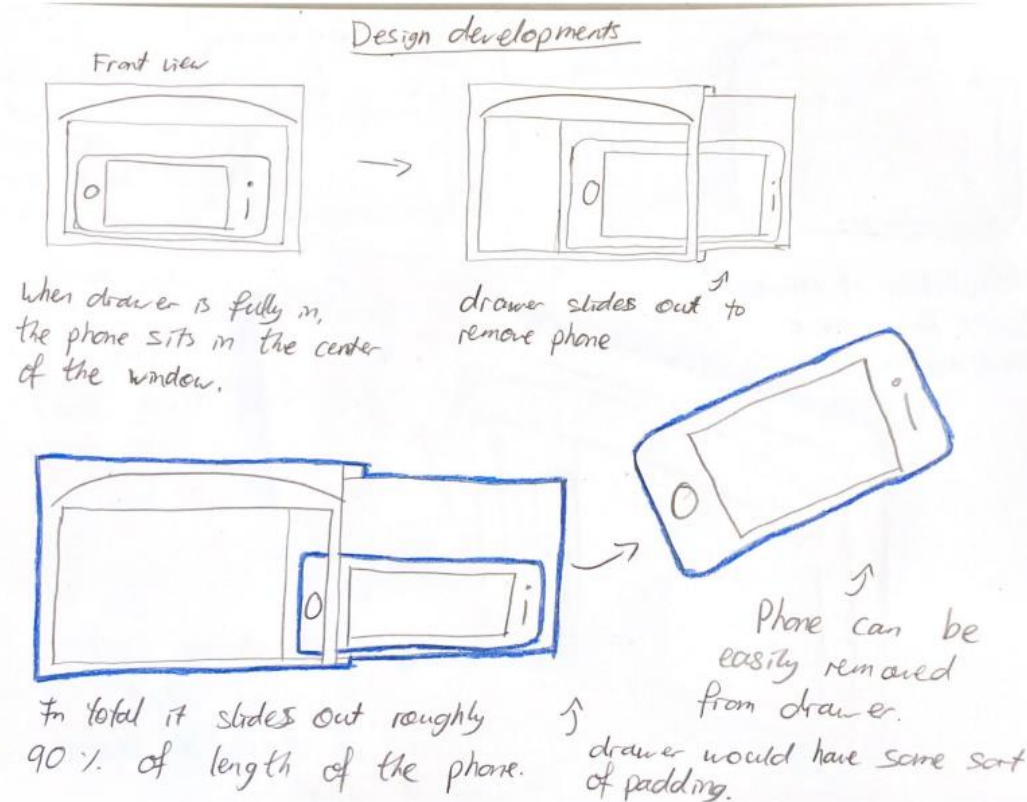 Design developments
Front view
when drawer is fully in,
the phone sits in the center
of the window.
drawer slides out to
remove phone
In total it slides out roughly
90% of length of the phone.
drawer would have some sort
of padding.
Phone can be
easily removed
from drawer.